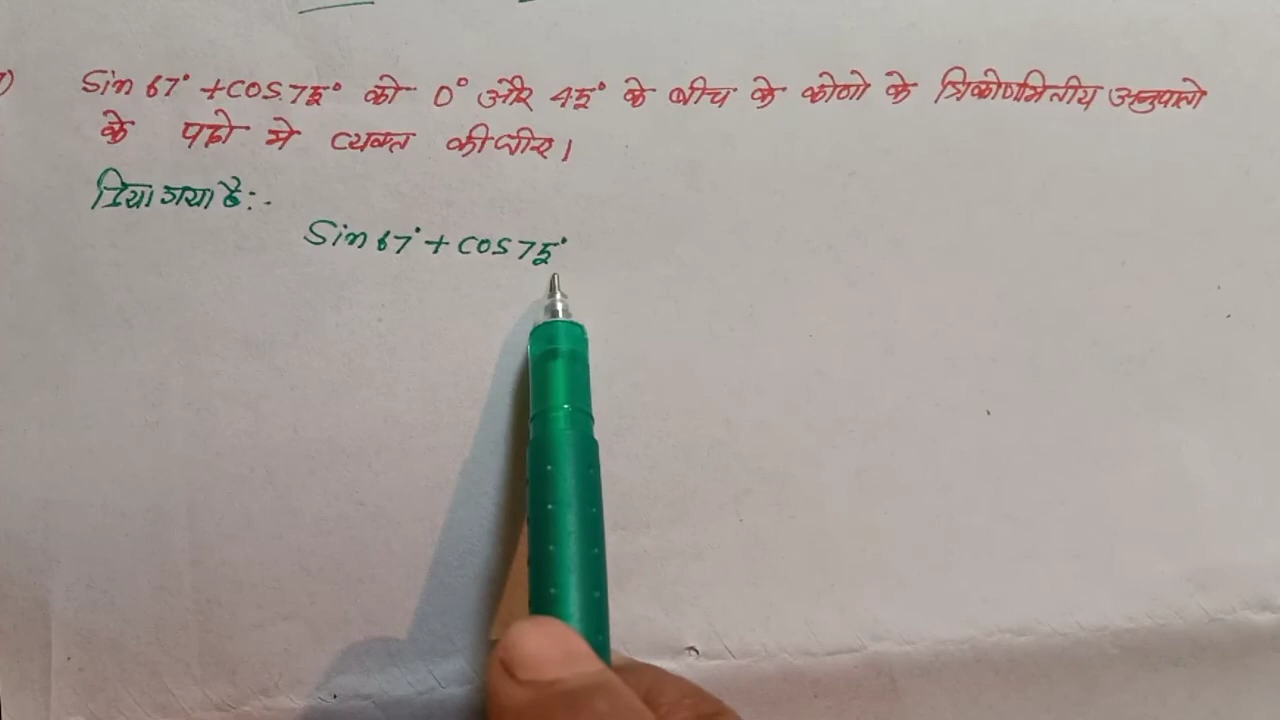 Sin 67° + cos 75° को 0° और 45° के बीच के कोणो के त्रिकोणमितीय अनुपातो
के पदो मे व्यक्त कीजीए।
दिया गया है:-
Sin 67° + cos 75°